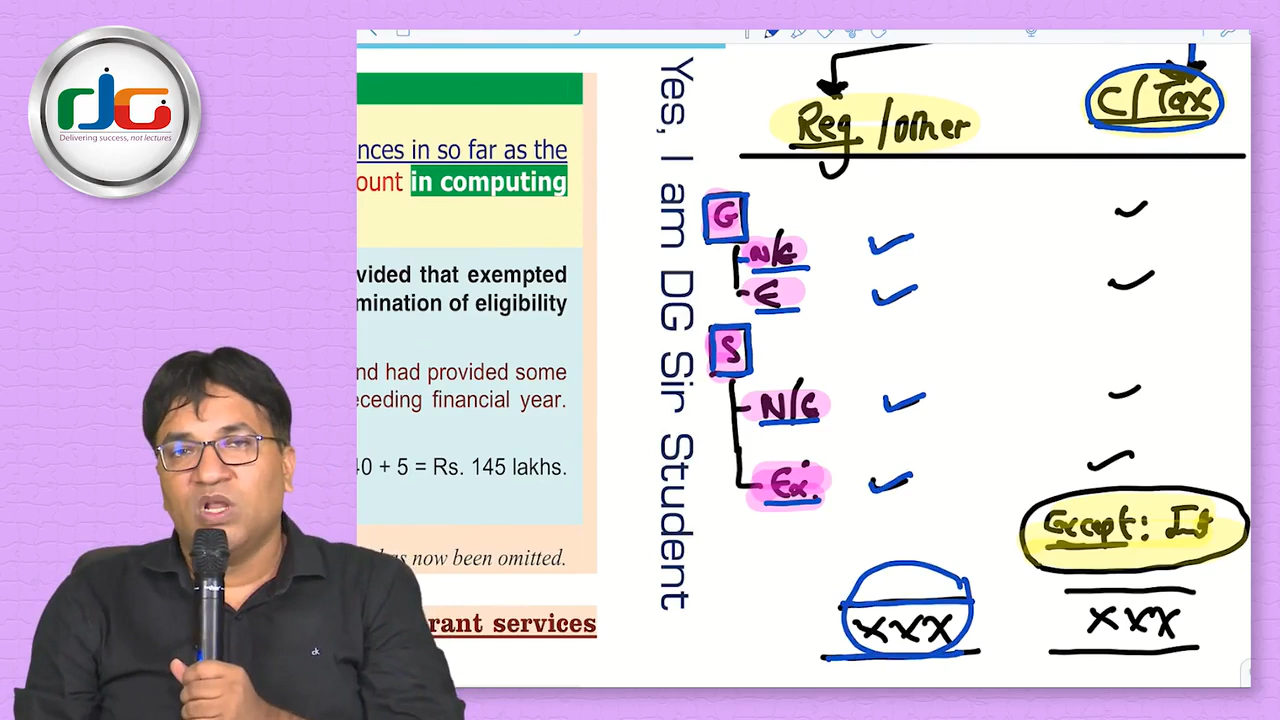 Delivering success, not lectures
nces in so far as the
ount in computing
vided that exempted
mination of eligibility
nd had provided some
eceding financial year.
40 + 5 = Rs. 145 lakhs.
has now been omitted.
rant services
Yes, I am DG Sir Student
Reg /other
C/Tax
G
N/E
E
S
N/E
Ex.
Except: Int
xxx
xxx